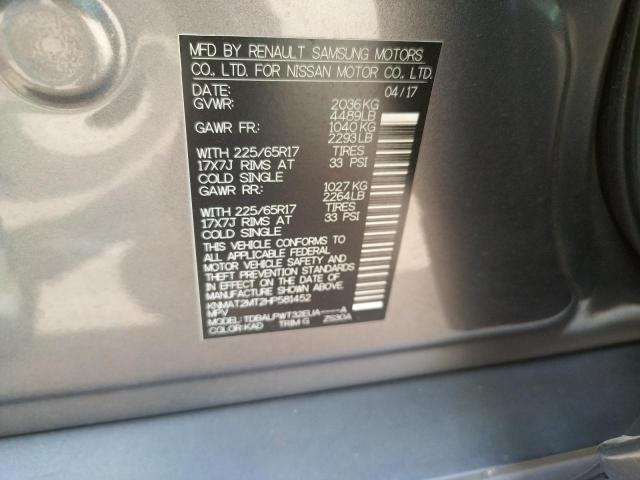 MFD BY RENAULT SAMSUNG MOTORS
CO., LTD. FOR NISSAN MOTOR CO., LTD.
DATE: 04/17
GVWR: 2036 KG
4489LB
GAWR FR: 1040 KG
2293LB
WITH 225/65R17 TIRES
17X7J RIMS AT 33 PSI
COLD SINGLE
GAWR RR: 1027 KG
2264LB
WITH 225/65R17 TIRES
17X7J RIMS AT 33 PSI
COLD SINGLE
THIS VEHICLE CONFORMS TO
ALL APPLICABLE FEDERAL
MOTOR VEHICLE SAFETY AND
THEFT PREVENTION STANDARDS
IN EFFECT ON THE DATE OF
MANUFACTURE SHOWN ABOVE.
KNMAT2MT2HP581452
MPV
MODEL: TDBALPWT32EUA----A
COLOR KAD TRIM G ZS30A